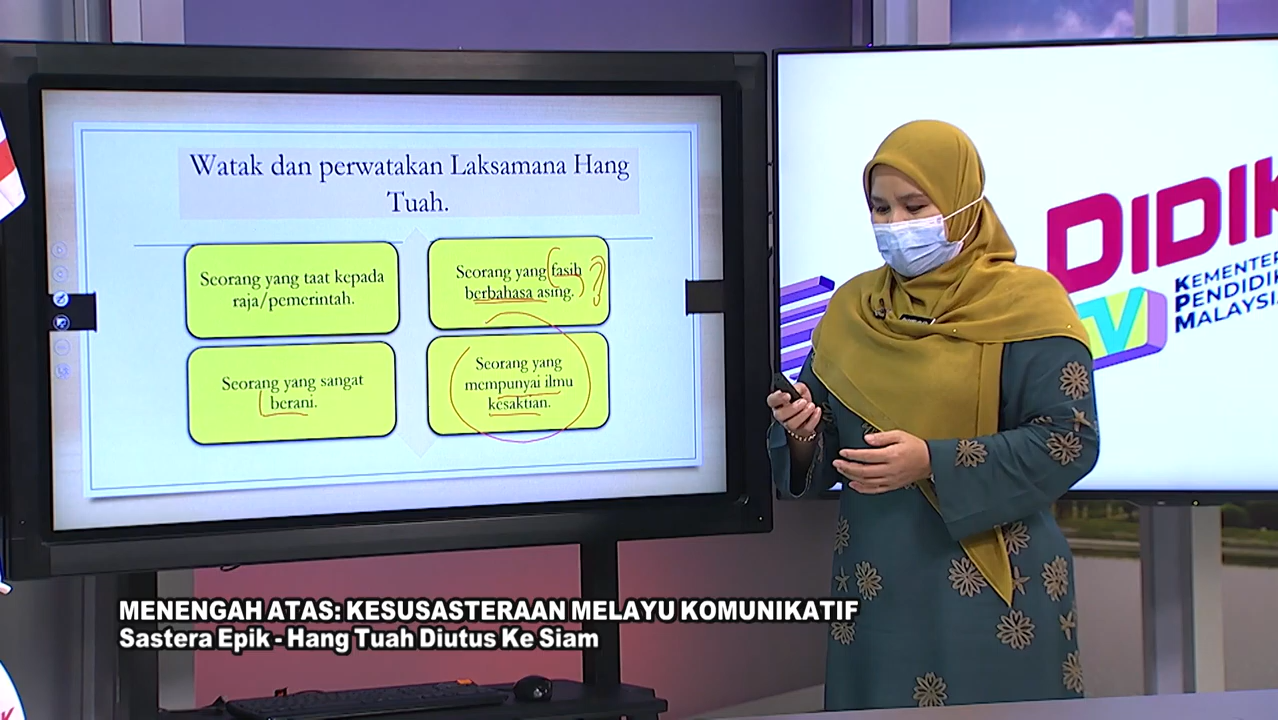 Watak dan perwatakan Laksamana Hang
Tuah.
Seorang yang taat kepada
raja/pemerintah.
Seorang yang fasih
berbahasa asing.
?
Seorang yang sangat
berani.
Seorang yang
mempunyai ilmu
kesaktian.
DIDIK
TV
KEMENTER
PENDIDIK
MALAYSIA
MENENGAH ATAS: KESUSASTERAAN MELAYU KOMUNIKATIF
Sastera Epik - Hang Tuah Diutus Ke Siam